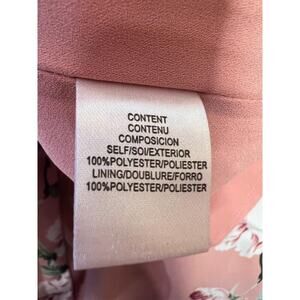 CONTENT
CONTENU
COMPOSICION
SELF/SOI/EXTERIOR
100%POLYESTER/POLIESTER
LINING/DOUBLURE/FORRO
100%POLYESTER/POLIESTER